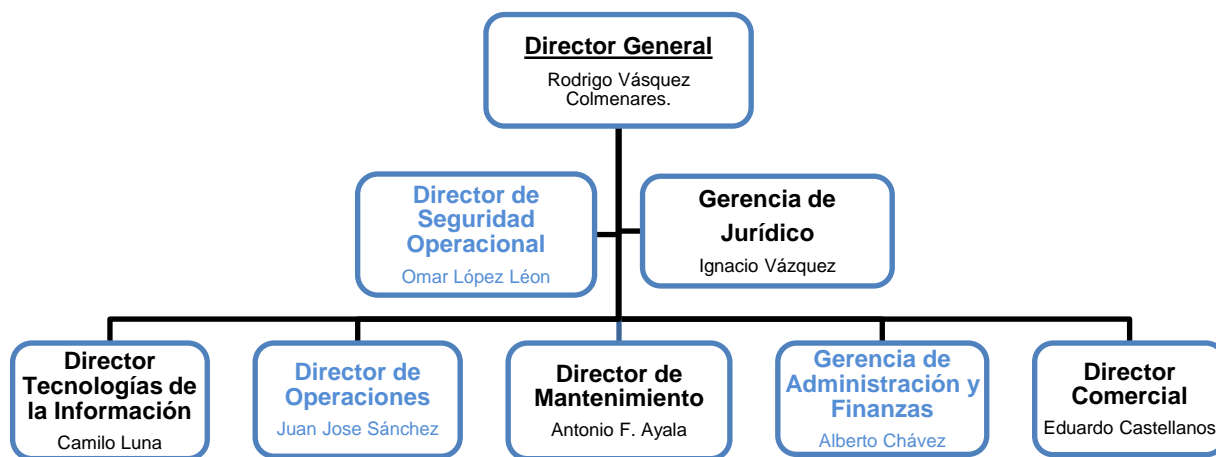 Director General
Rodrigo Vásquez
Colmenares.
Director de
Seguridad
Operacional
Omar López Léon
Gerencia de
Jurídico
Ignacio Vázquez
Director
Tecnologías de
la Información
Camilo Luna
Director de
Operaciones
Juan Jose Sánchez
Director de
Mantenimiento
Antonio F. Ayala
Gerencia de
Administración y
Finanzas
Alberto Chávez
Director
Comercial
Eduardo Castellanos